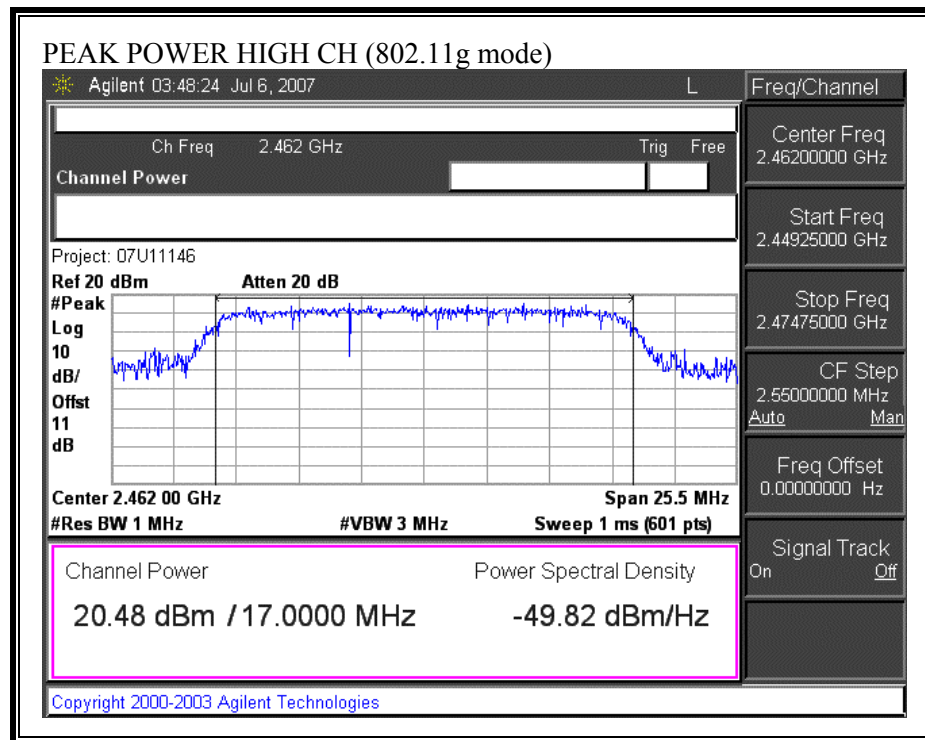 PEAK POWER HIGH CH (802.11g mode)
Agilent 03:48:24 Jul 6, 2007 L
Freq/Channel
Ch Freq 2.462 GHz Trig Free
Channel Power
Center Freq
2.46200000 GHz
Start Freq
2.44925000 GHz
Stop Freq
2.47475000 GHz
CF Step
2.55000000 MHz
Auto Man
Freq Offset
0.00000000 Hz
Signal Track
On Off
Project: 07U11146
Ref 20 dBm Atten 20 dB
#Peak
Log
10
dB/
Offst
11
dB
Center 2.462 00 GHz Span 25.5 MHz
#Res BW 1 MHz #VBW 3 MHz Sweep 1 ms (601 pts)
Channel Power Power Spectral Density
20.48 dBm / 17.0000 MHz -49.82 dBm/Hz
Copyright 2000-2003 Agilent Technologies